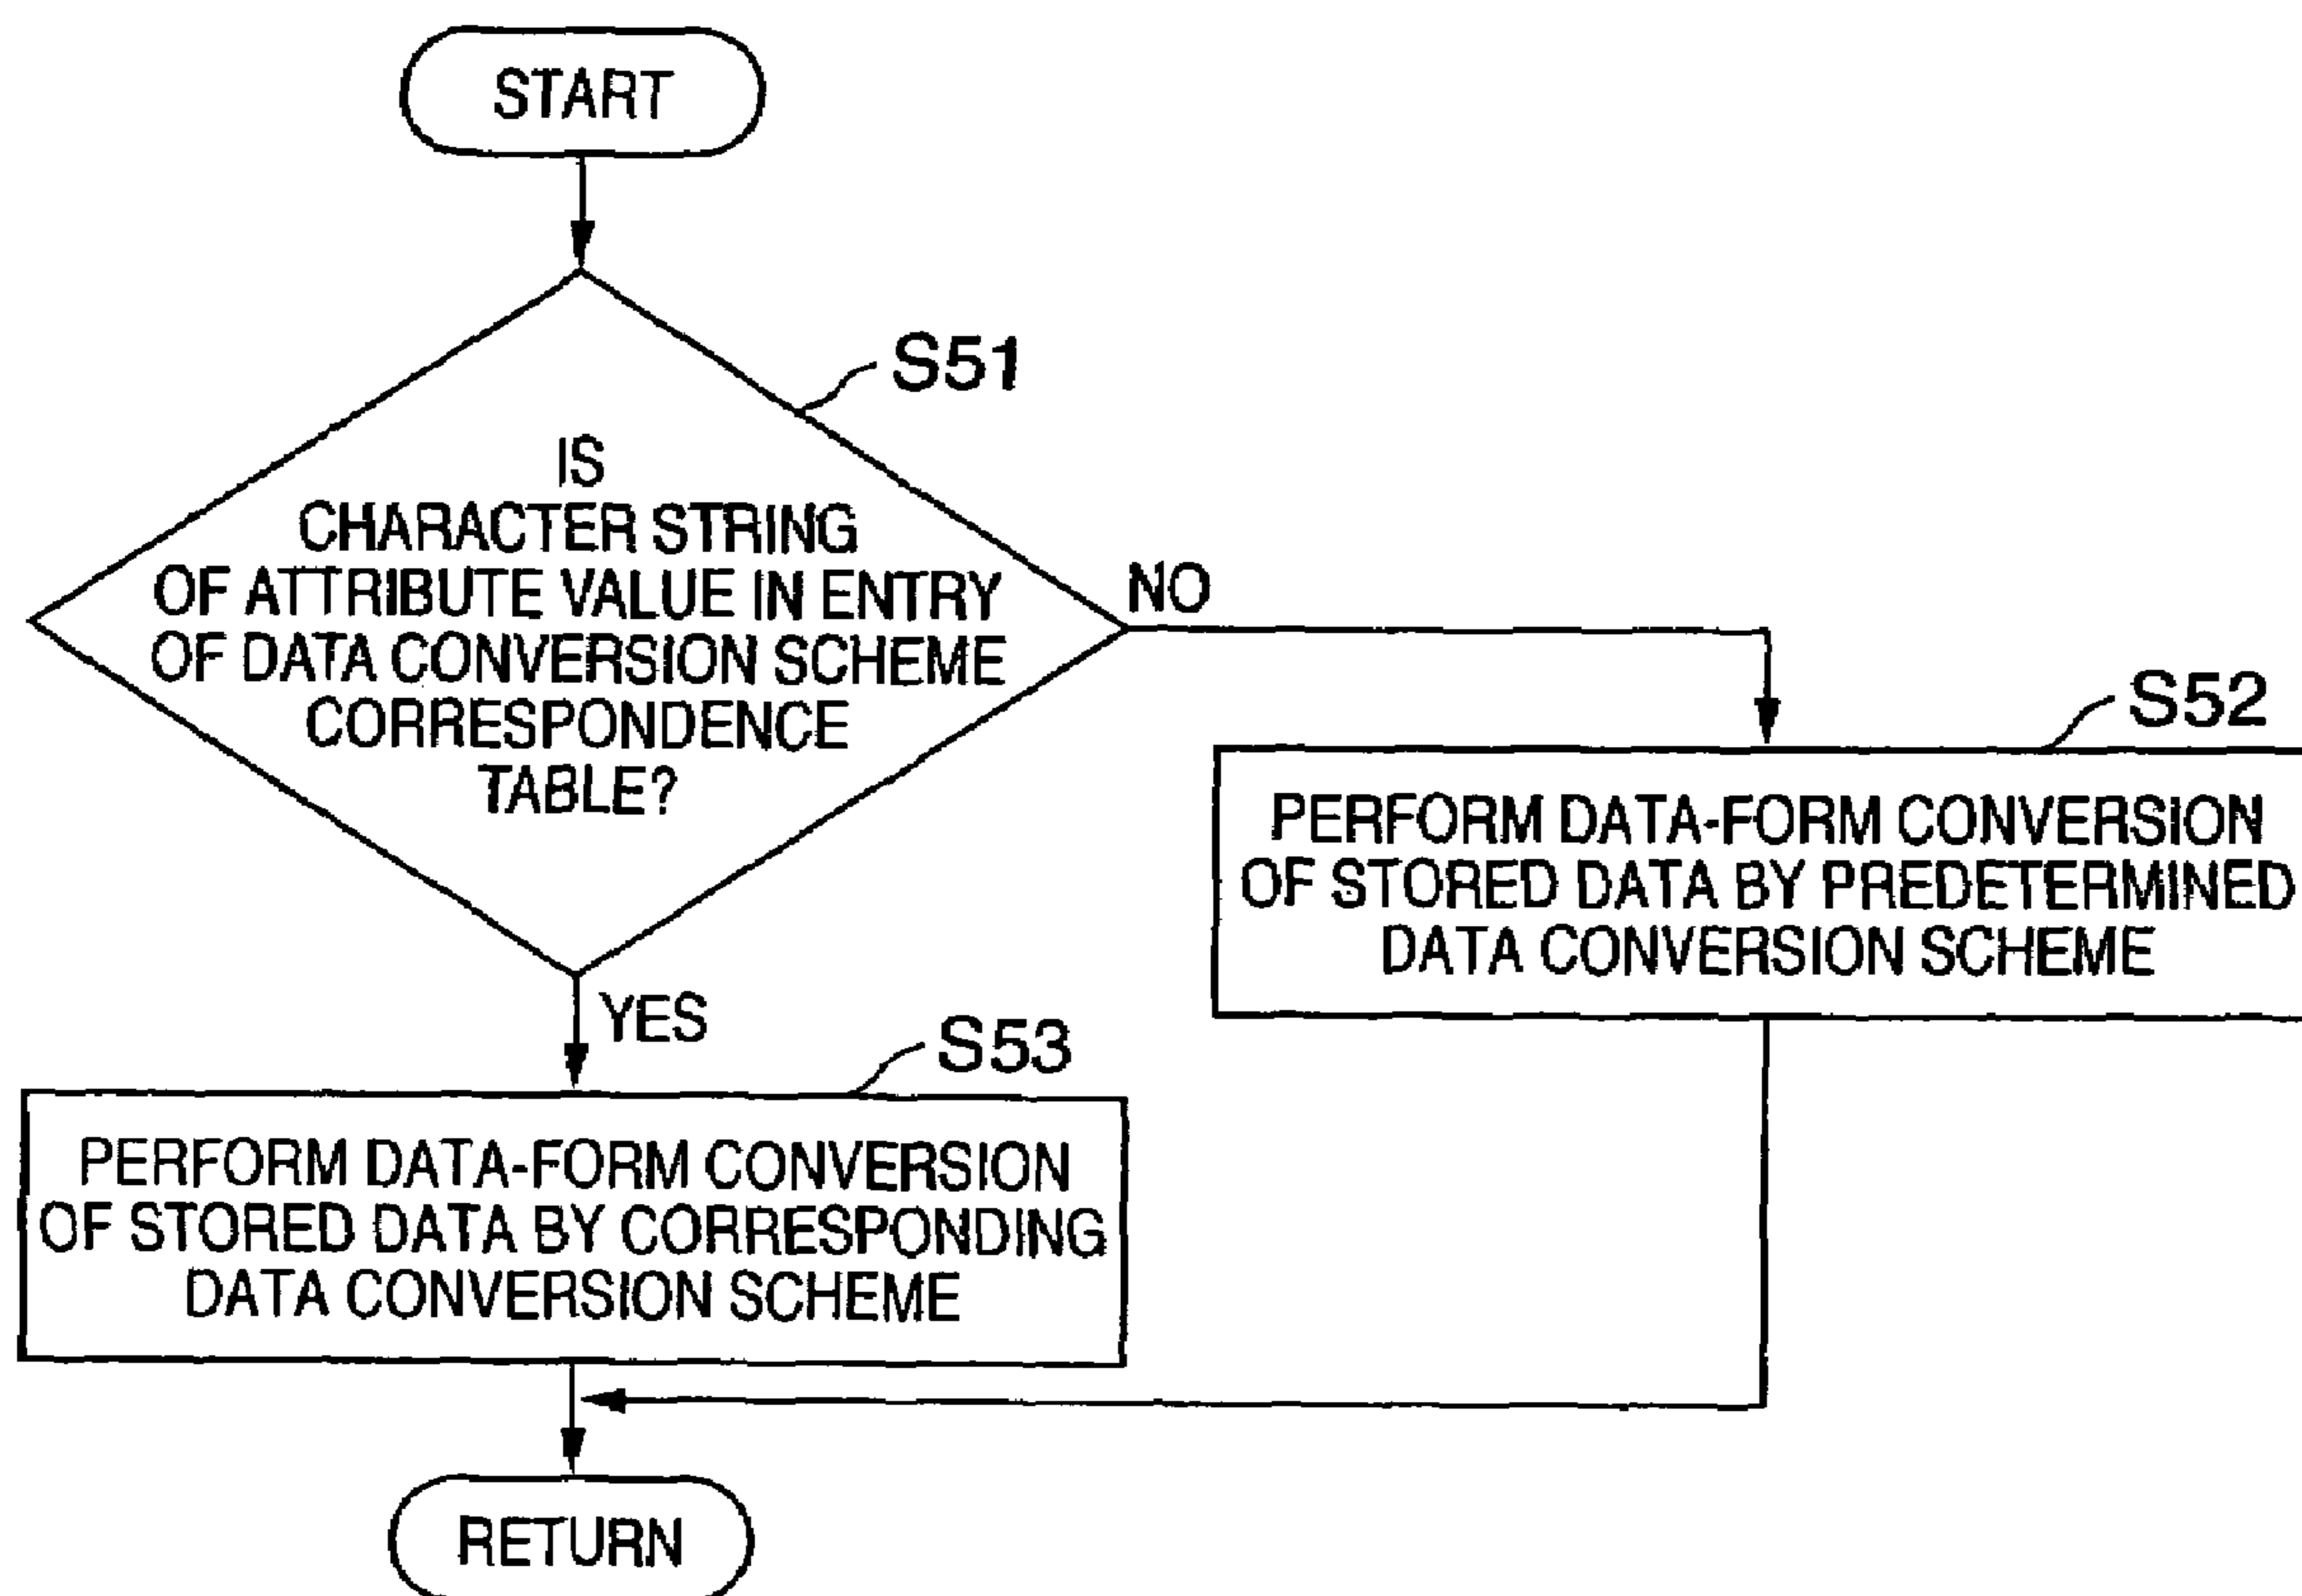 START
S51
IS
CHARACTER STRING
OF ATTRIBUTE VALUE IN ENTRY
OF DATA CONVERSION SCHEME
CORRESPONDENCE
TABLE?
NO
S52
PERFORM DATA-FORM CONVERSION
OF STORED DATA BY PREDETERMINED
DATA CONVERSION SCHEME
YES
S53
PERFORM DATA-FORM CONVERSION
OF STORED DATA BY CORRESPONDING
DATA CONVERSION SCHEME
RETURN